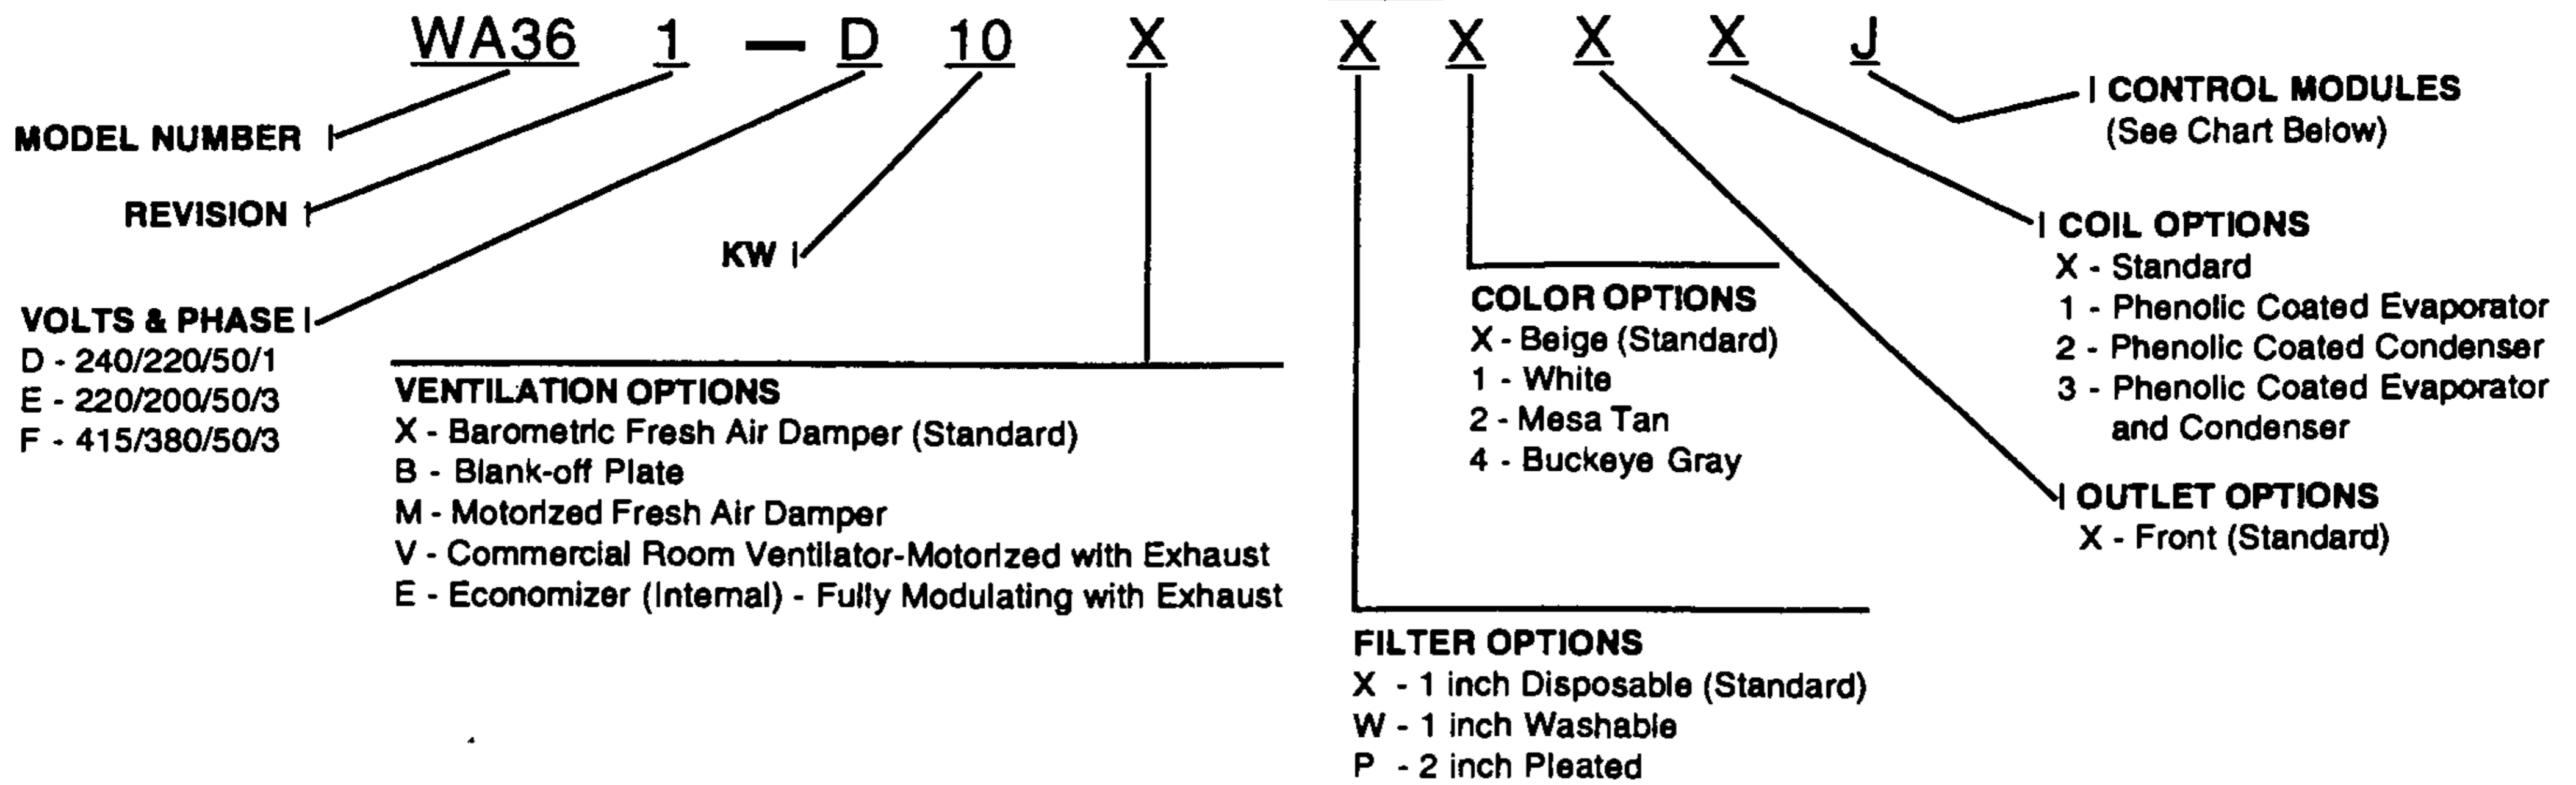 WA36 1 — D 10 X X X X X J
MODEL NUMBER
REVISION
VOLTS & PHASE
D - 240/220/50/1
E - 220/200/50/3
F - 415/380/50/3
KW
VENTILATION OPTIONS
X - Barometric Fresh Air Damper (Standard)
B - Blank-off Plate
M - Motorized Fresh Air Damper
V - Commercial Room Ventilator-Motorized with Exhaust
E - Economizer (Internal) - Fully Modulating with Exhaust
FILTER OPTIONS
X - 1 inch Disposable (Standard)
W - 1 inch Washable
P - 2 inch Pleated
COLOR OPTIONS
X - Beige (Standard)
1 - White
2 - Mesa Tan
4 - Buckeye Gray
CONTROL MODULES
(See Chart Below)
COIL OPTIONS
X - Standard
1 - Phenolic Coated Evaporator
2 - Phenolic Coated Condenser
3 - Phenolic Coated Evaporator
and Condenser
OUTLET OPTIONS
X - Front (Standard)